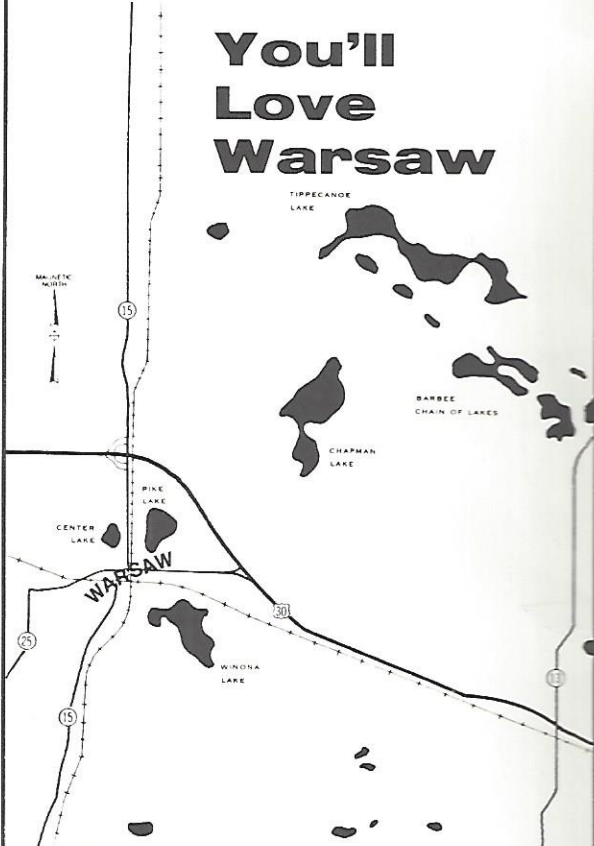 You'll
Love
Warsaw
TIPPECANOE
LAKE
MAGNETIC
NORTH
15
BARBEE
CHAIN OF LAKES
CHAPMAN
LAKE
PIKE
LAKE
CENTER
LAKE
WARSAW
30
25
WINONA
LAKE
13
15